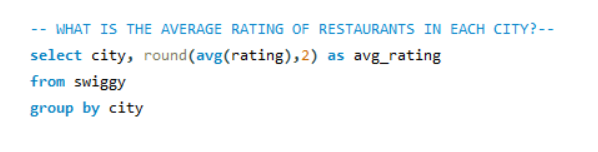 -- WHAT IS THE AVERAGE RATING OF RESTAURANTS IN EACH CITY?--
select city, round(avg(rating),2) as avg_rating
from swiggy
group by city